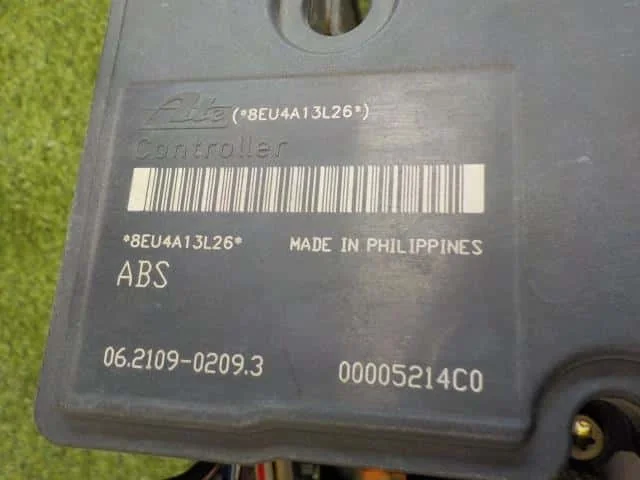 Ate (*8EU4A13L26*)
Controller
*8EU4A13L26* MADE IN PHILIPPINES
ABS
06.2109-0209.3 00005214C0